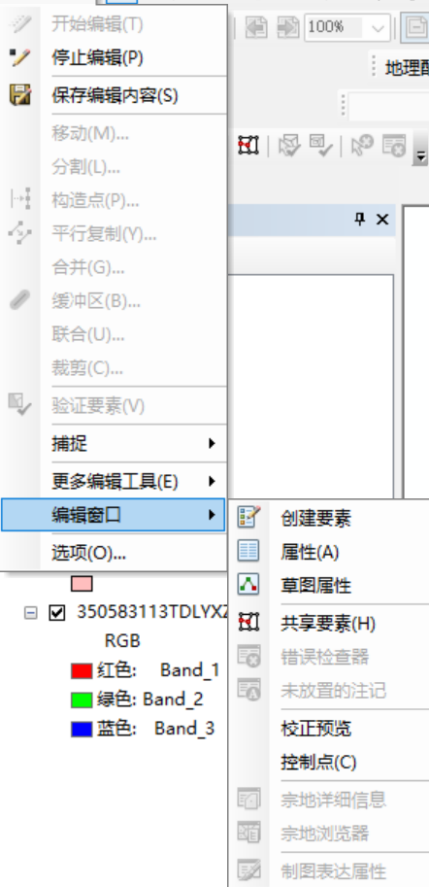 开始编辑(T)
100%
停止编辑(P)
保存编辑内容(S)
移动(M)...
分割(L)...
构造点(P)...
平行复制(Y)...
合并(G)...
缓冲区(B)...
联合(U)...
裁剪(C)...
验证要素(V)
捕捉
更多编辑工具(E)
编辑窗口
选项(O)...
创建要素
属性(A)
草图属性
共享要素(H)
错误检查器
未放置的注记
校正预览
控制点(C)
宗地详细信息
宗地浏览器
制图表达属性
350583113TDLYX
RGB
红色: Band_1
绿色: Band_2
蓝色: Band_3
地理